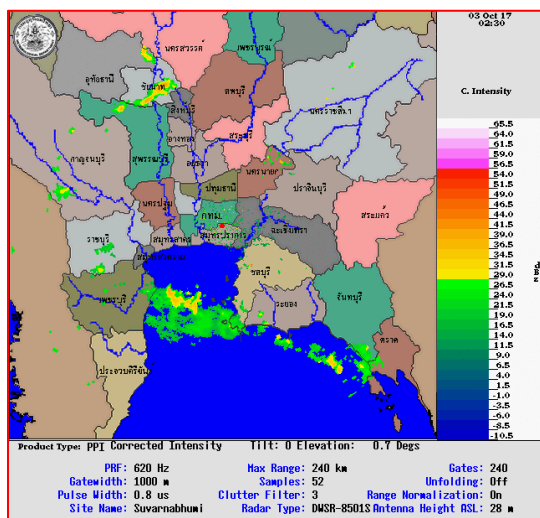 03 Oct 17
02:30
C. Intensity
นครสวรรค์
เพชรบูรณ์
อุทัยธานี
ชัยนาท
ลพบุรี
สิงห์บุรี
นครราชสีมา
อ่างทอง
สระบุรี
กาญจนบุรี
สุพรรณบุรี
อยุธยา
นครนายก
ปราจีนบุรี
ปทุมธานี
นครปฐม
สระแก้ว
กทม.
ราชบุรี
สมุทรสาคร
สมุทรปราการ
ฉะเชิงเทรา
สมุทรสงคราม
ชลบุรี
เพชรบุรี
ระยอง
จันทบุรี
ตราด
ประจวบคีรีขันธ์
65.5
64.0
61.5
59.0
56.5
54.0
51.5
49.0
46.5
44.0
41.5
39.0
36.5
34.0
31.5
29.0
26.5
24.0
21.5
19.0
16.5
14.0
11.5
9.0
6.5
4.0
1.5
-1.0
-3.5
-6.0
-8.5
-10.5
Product Type: PPI Corrected Intensity Tilt: 0 Elevation: 0.7 Degs
PRF: 620 Hz Max Range: 240 km Gates: 240
Gatewidth: 1000 m Samples: 52 Unfolding: Off
Pulse Width: 0.8 us Clutter Filter: 3 Range Normalization: On
Site Name: Suvarnabhumi Radar Type: DWSR-8501S Antenna Height ASL: 28 m